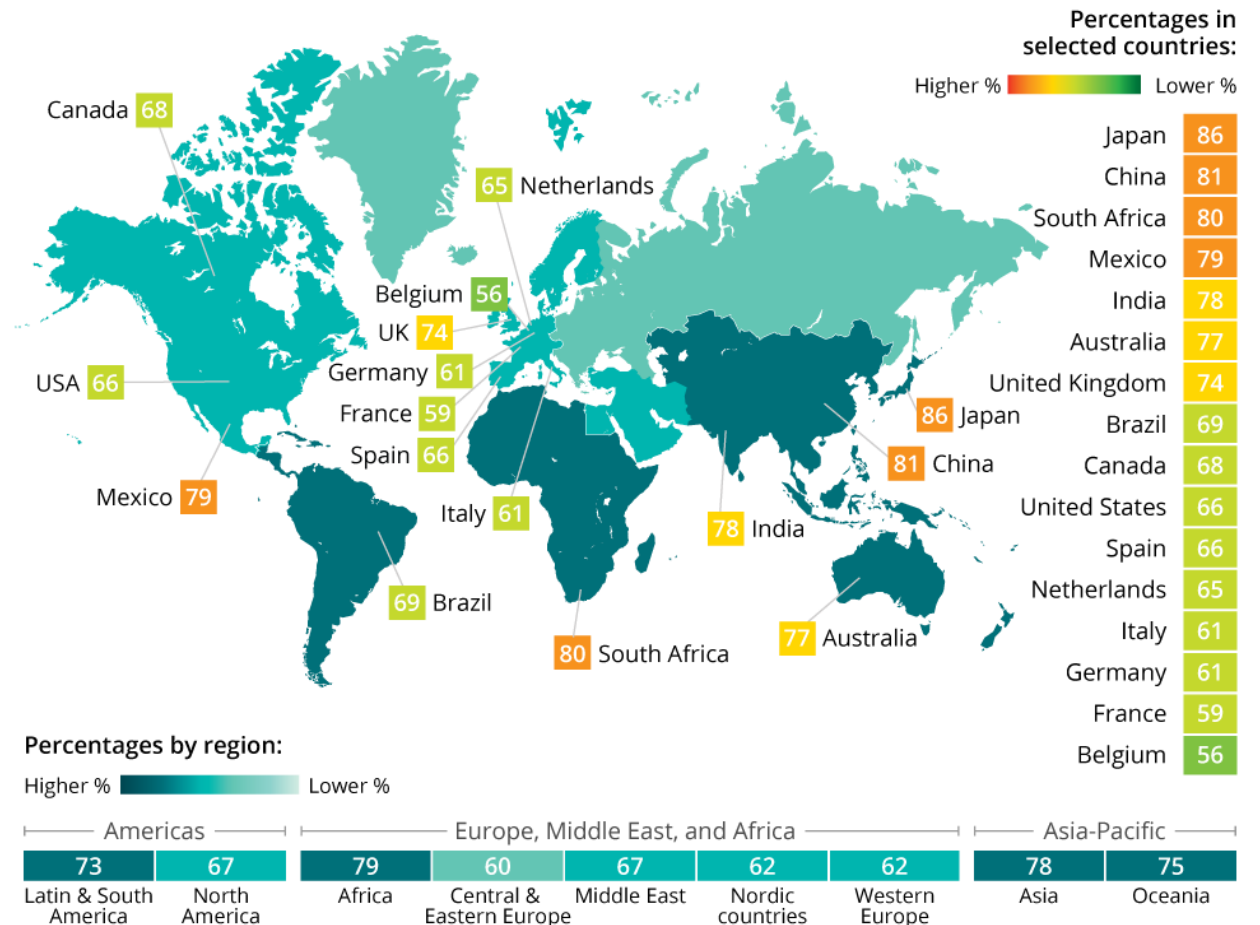 Percentages in
selected countries:
Higher % Lower %
Canada 68
65 Netherlands
Belgium 56
UK 74
Germany 61
USA 66
France 59
Spain 66
Mexico 79
Italy 61
69 Brazil
80 South Africa
86 Japan
81 China
78 India
77 Australia
Japan 86
China 81
South Africa 80
Mexico 79
India 78
Australia 77
United Kingdom 74
Brazil 69
Canada 68
United States 66
Spain 66
Netherlands 65
Italy 61
Germany 61
France 59
Belgium 56
Percentages by region:
Higher % Lower %
Americas Europe, Middle East, and Africa Asia-Pacific
73 67 79 60 67 62 62 78 75
Latin & South North Africa Central & Middle East Nordic Western Asia Oceania
America America Eastern Europe countries Europe